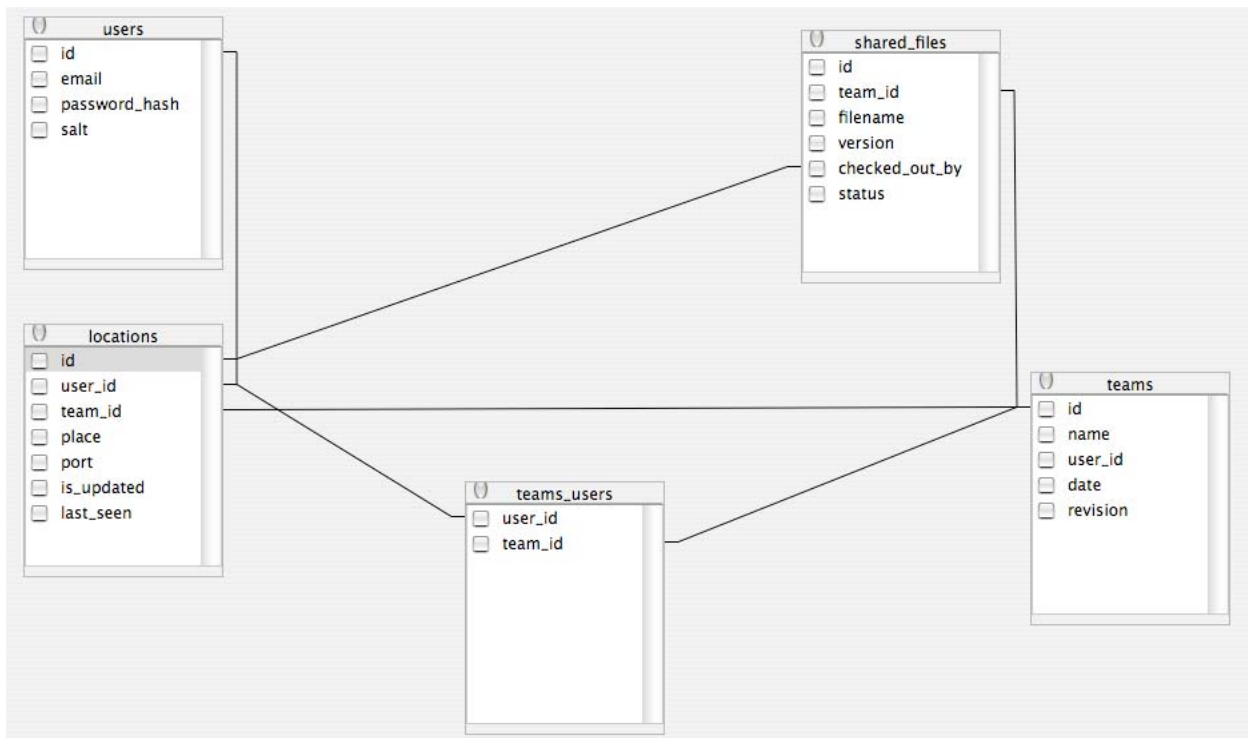 users
id
email
password_hash
salt
shared_files
id
team_id
filename
version
checked_out_by
status
locations
id
user_id
team_id
place
port
is_updated
last_seen
teams_users
user_id
team_id
teams
id
name
user_id
date
revision